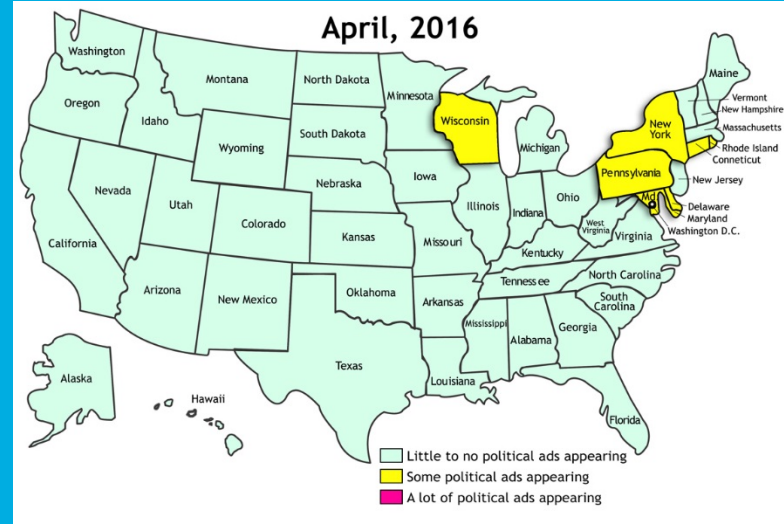 April, 2016
Washington
Montana
North Dakota
Minnesota
Maine
Vermont
New Hampshire
Massachusetts
Rhode Island
Conneticut
Oregon
Idaho
Wyoming
South Dakota
Wisconsin
Michigan
New
York
Pennsylvania
New Jersey
Nevada
Utah
Colorado
Nebraska
Iowa
Illinois
Indiana
Ohio
West
Virginia
Virginia
Md
Delaware
Maryland
Washington D.C.
California
Kansas
Missouri
Kentucky
Arizona
New Mexico
Oklahoma
Arkansas
Tennessee
North Carolina
South
Carolina
Mississippi
Alabama
Georgia
Texas
Louisiana
Florida
Alaska
Hawaii
Little to no political ads appearing
Some political ads appearing
A lot of political ads appearing